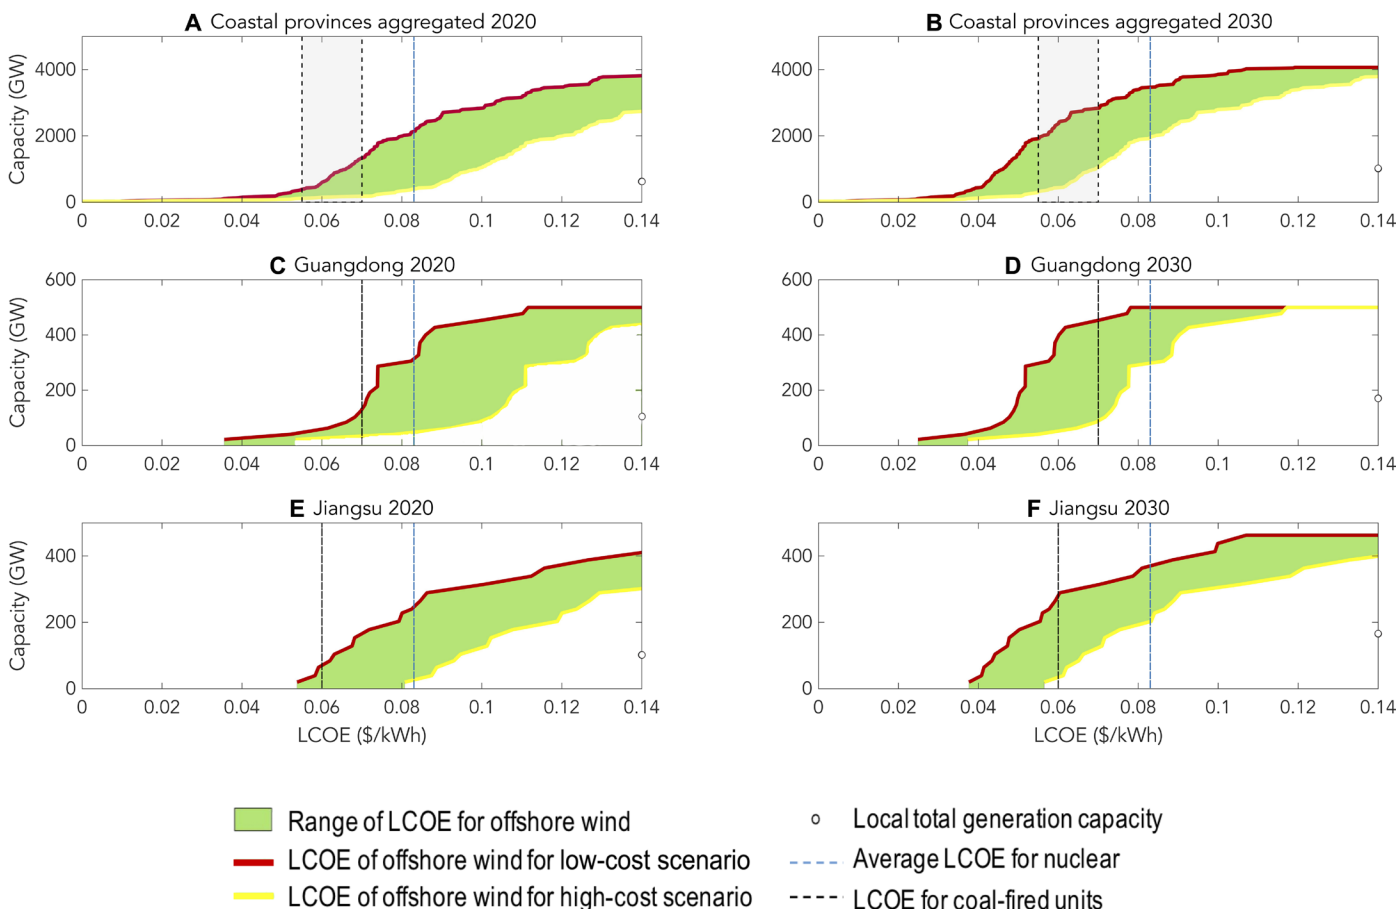 A Coastal provinces aggregated 2020
B Coastal provinces aggregated 2030
Capacity (GW)
4000
2000
0
0 0.02 0.04 0.06 0.08 0.1 0.12 0.14
4000
2000
0
0 0.02 0.04 0.06 0.08 0.1 0.12 0.14
C Guangdong 2020
D Guangdong 2030
Capacity (GW)
600
400
200
0
0 0.02 0.04 0.06 0.08 0.1 0.12 0.14
600
400
200
0
0 0.02 0.04 0.06 0.08 0.1 0.12 0.14
E Jiangsu 2020
F Jiangsu 2030
Capacity (GW)
400
200
0
0 0.02 0.04 0.06 0.08 0.1 0.12 0.14
LCOE ($/kWh)
400
200
0
0 0.02 0.04 0.06 0.08 0.1 0.12 0.14
LCOE ($/kWh)
Range of LCOE for offshore wind
LCOE of offshore wind for low-cost scenario
LCOE of offshore wind for high-cost scenario
Local total generation capacity
Average LCOE for nuclear
LCOE for coal-fired units